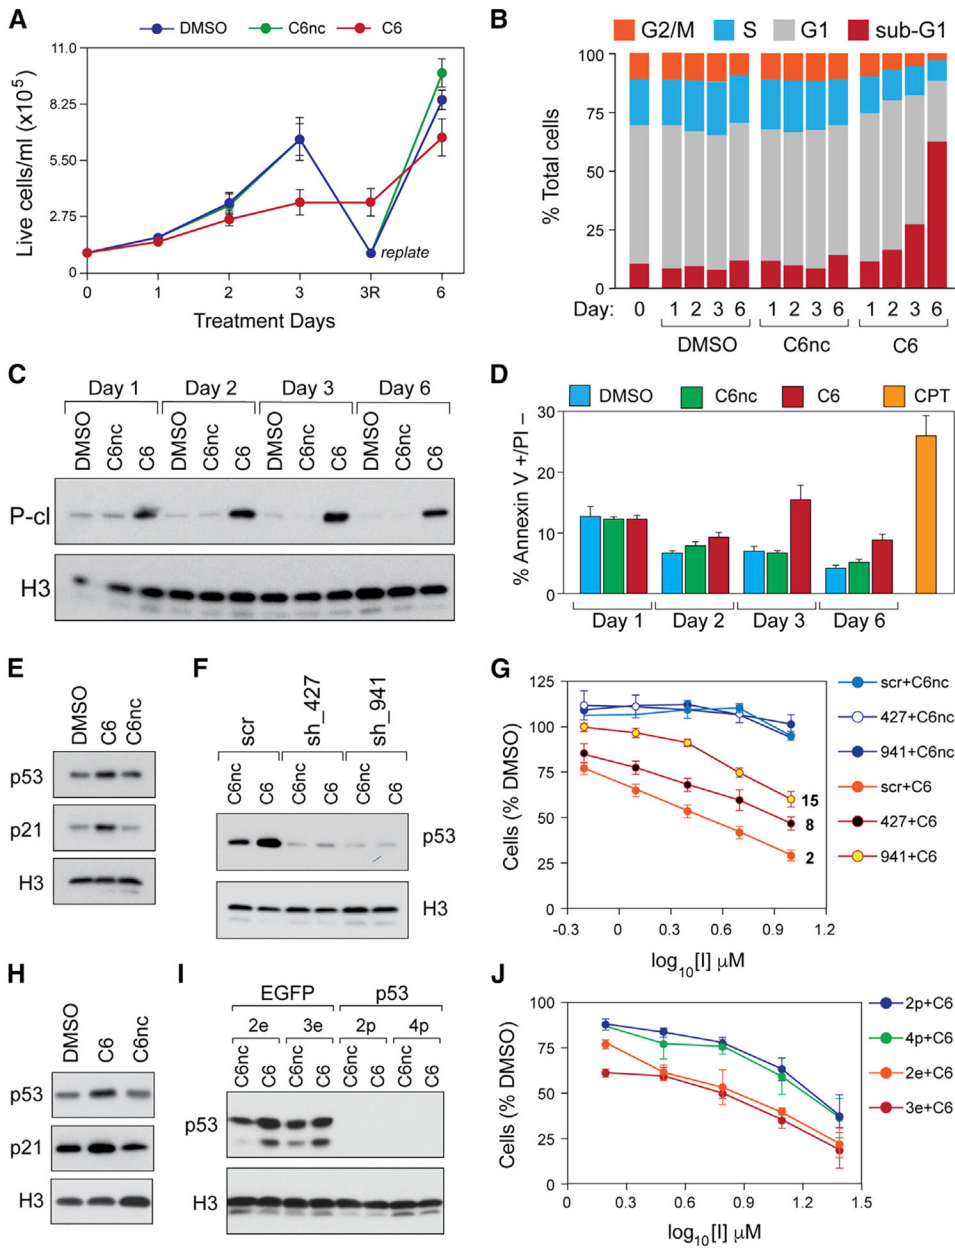 A
DMSO C6nc C6
Live cells/ml (x10⁵)
11.0
8.25
5.50
2.75
0
0 1 2 3 3R 6
replate
Treatment Days
B
G2/M S G1 sub-G1
% Total cells
100
75
50
25
0
Day: 0 1 2 3 6 1 2 3 6 1 2 3 6
DMSO C6nc C6
C
Day 1 Day 2 Day 3 Day 6
DMSO C6nc C6 DMSO C6nc C6 DMSO C6nc C6 DMSO C6nc C6
P-cl
H3
D
DMSO C6nc C6 CPT
% Annexin V +/PI –
30
20
10
0
Day 1 Day 2 Day 3 Day 6
E
DMSO C6 C6nc
p53
p21
H3
F
scr sh_427 sh_941
C6nc C6 C6nc C6 C6nc C6
p53
H3
G
Cells (% DMSO)
125
100
75
50
25
0
-0.3 0 0.3 0.6 0.9 1.2
log₁₀[I] μM
15
8
2
scr+C6nc
427+C6nc
941+C6nc
scr+C6
427+C6
941+C6
H
DMSO C6 C6nc
p53
p21
H3
I
EGFP p53
2e 3e 2p 4p
C6nc C6 C6nc C6 C6nc C6 C6nc C6
p53
H3
J
Cells (% DMSO)
100
75
50
25
0
0 0.3 0.6 0.9 1.2 1.5
log₁₀[I] μM
2p+C6
4p+C6
2e+C6
3e+C6